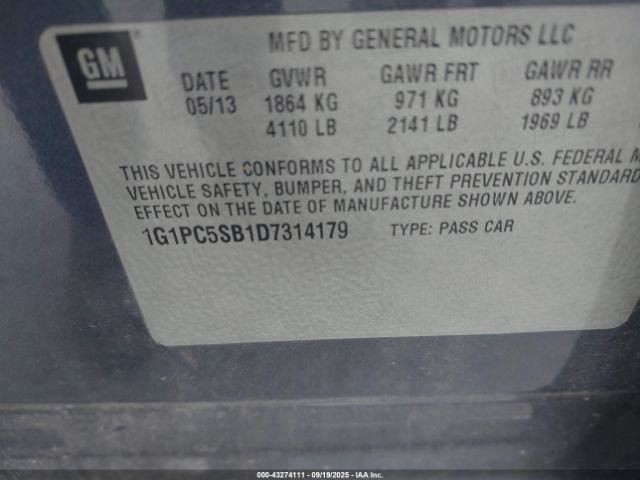 GM
MFD BY GENERAL MOTORS LLC
DATE GVWR GAWR FRT GAWR RR
05/13 1864 KG 971 KG 893 KG
4110 LB 2141 LB 1969 LB
THIS VEHICLE CONFORMS TO ALL APPLICABLE U.S. FEDERAL M
VEHICLE SAFETY, BUMPER, AND THEFT PREVENTION STANDARD
EFFECT ON THE DATE OF MANUFACTURE SHOWN ABOVE.
1G1PC5SB1D7314179 TYPE: PASS CAR
000-43274111 - 09/19/2025 - IAA Inc.